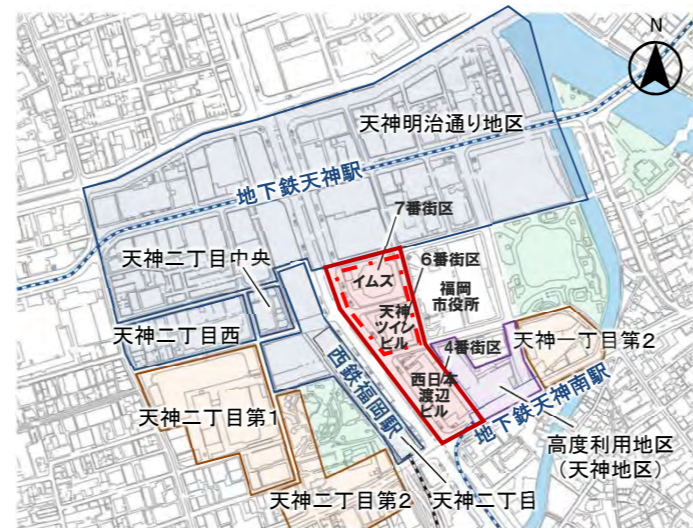 N
天神明治通り地区
地下鉄天神駅
7番街区
天神二丁目中央
イムズ
6番街区
福岡
市役所
天神
ツイン
ビル
天神二丁目西
天神一丁目第2
4番街区
西日本
渡辺
ビル
西鉄福岡駅
天神二丁目第1
地下鉄天神南駅
高度利用地区
(天神地区)
天神二丁目第2
天神二丁目